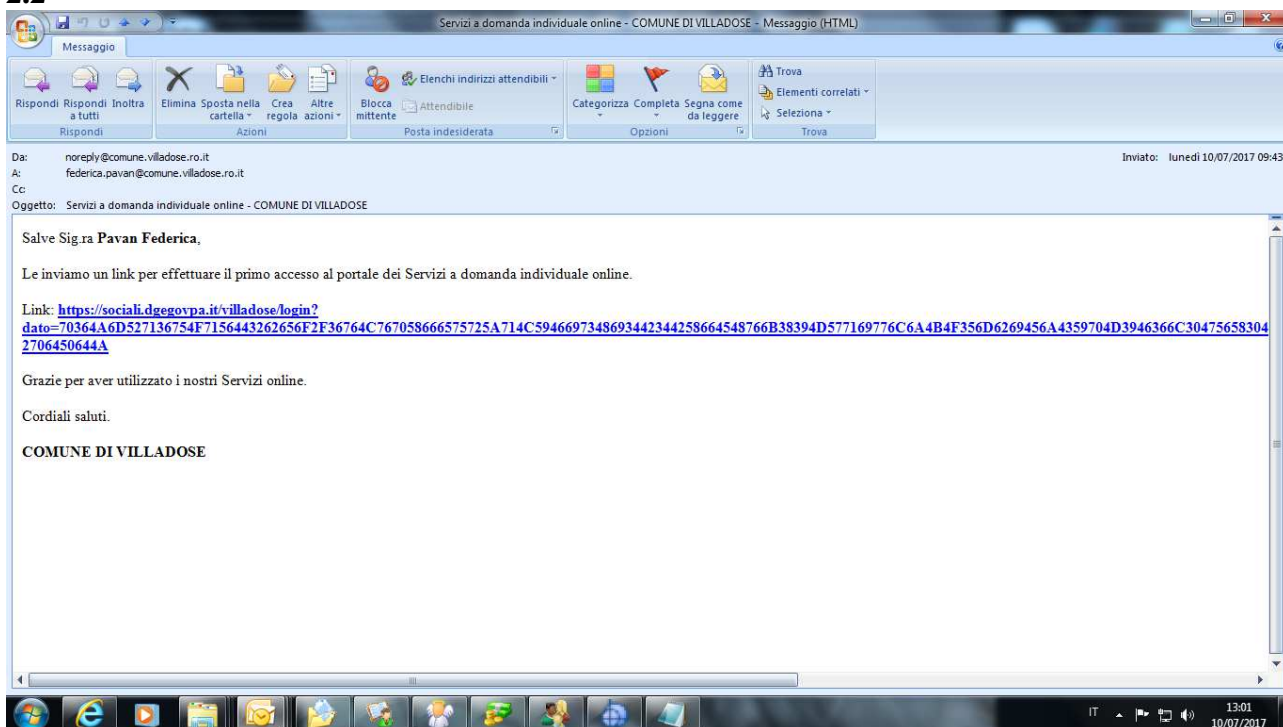 2.2
Servizi a domanda individuale online - COMUNE DI VILLADOSE - Messaggio (HTML)
Messaggio
Rispondi Rispondi a tutti Inoltra
Elimina Sposta nella cartella Crea regola Altre azioni
Blocca mittente
Elenchi indirizzi attendibili
Attendibile
Categorizza Completa Segna come da leggere
Trova
Elementi correlati
Seleziona
Rispondi Azioni Posta indesiderata Opzioni Trova
Da: noreply@comune.villadose.ro.it Inviato: lunedì 10/07/2017 09:43
A: federica.pavan@comune.villadose.ro.it
Cc:
Oggetto: Servizi a domanda individuale online - COMUNE DI VILLADOSE
Salve Sig.ra Pavan Federica,
Le inviamo un link per effettuare il primo accesso al portale dei Servizi a domanda individuale online.
Link: https://sociali.dgegovpa.it/villadose/login?
dato=70364A6D527136754F7156443262656F2F36764C767058666575725A714C594669734869344234425866454876 6B38394D577169776C6A4B4F356D6269456A4359704D3946366C30475658304
2706450644A
Grazie per aver utilizzato i nostri Servizi online.
Cordiali saluti.
COMUNE DI VILLADOSE
IT 13:01
10/07/2017